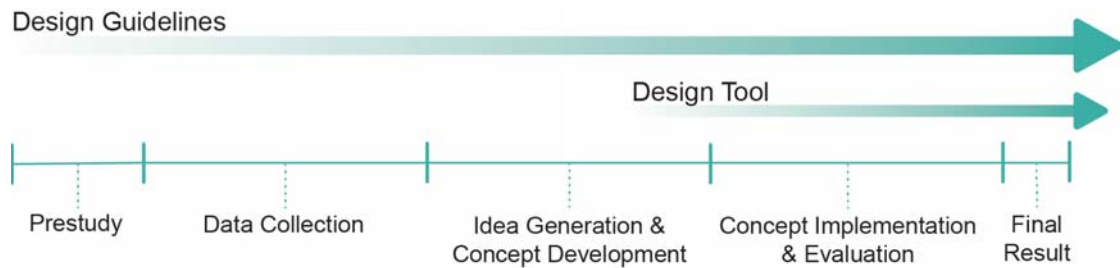 Design Guidelines
Design Tool
Prestudy
Data Collection
Idea Generation &
Concept Development
Concept Implementation
& Evaluation
Final
Result